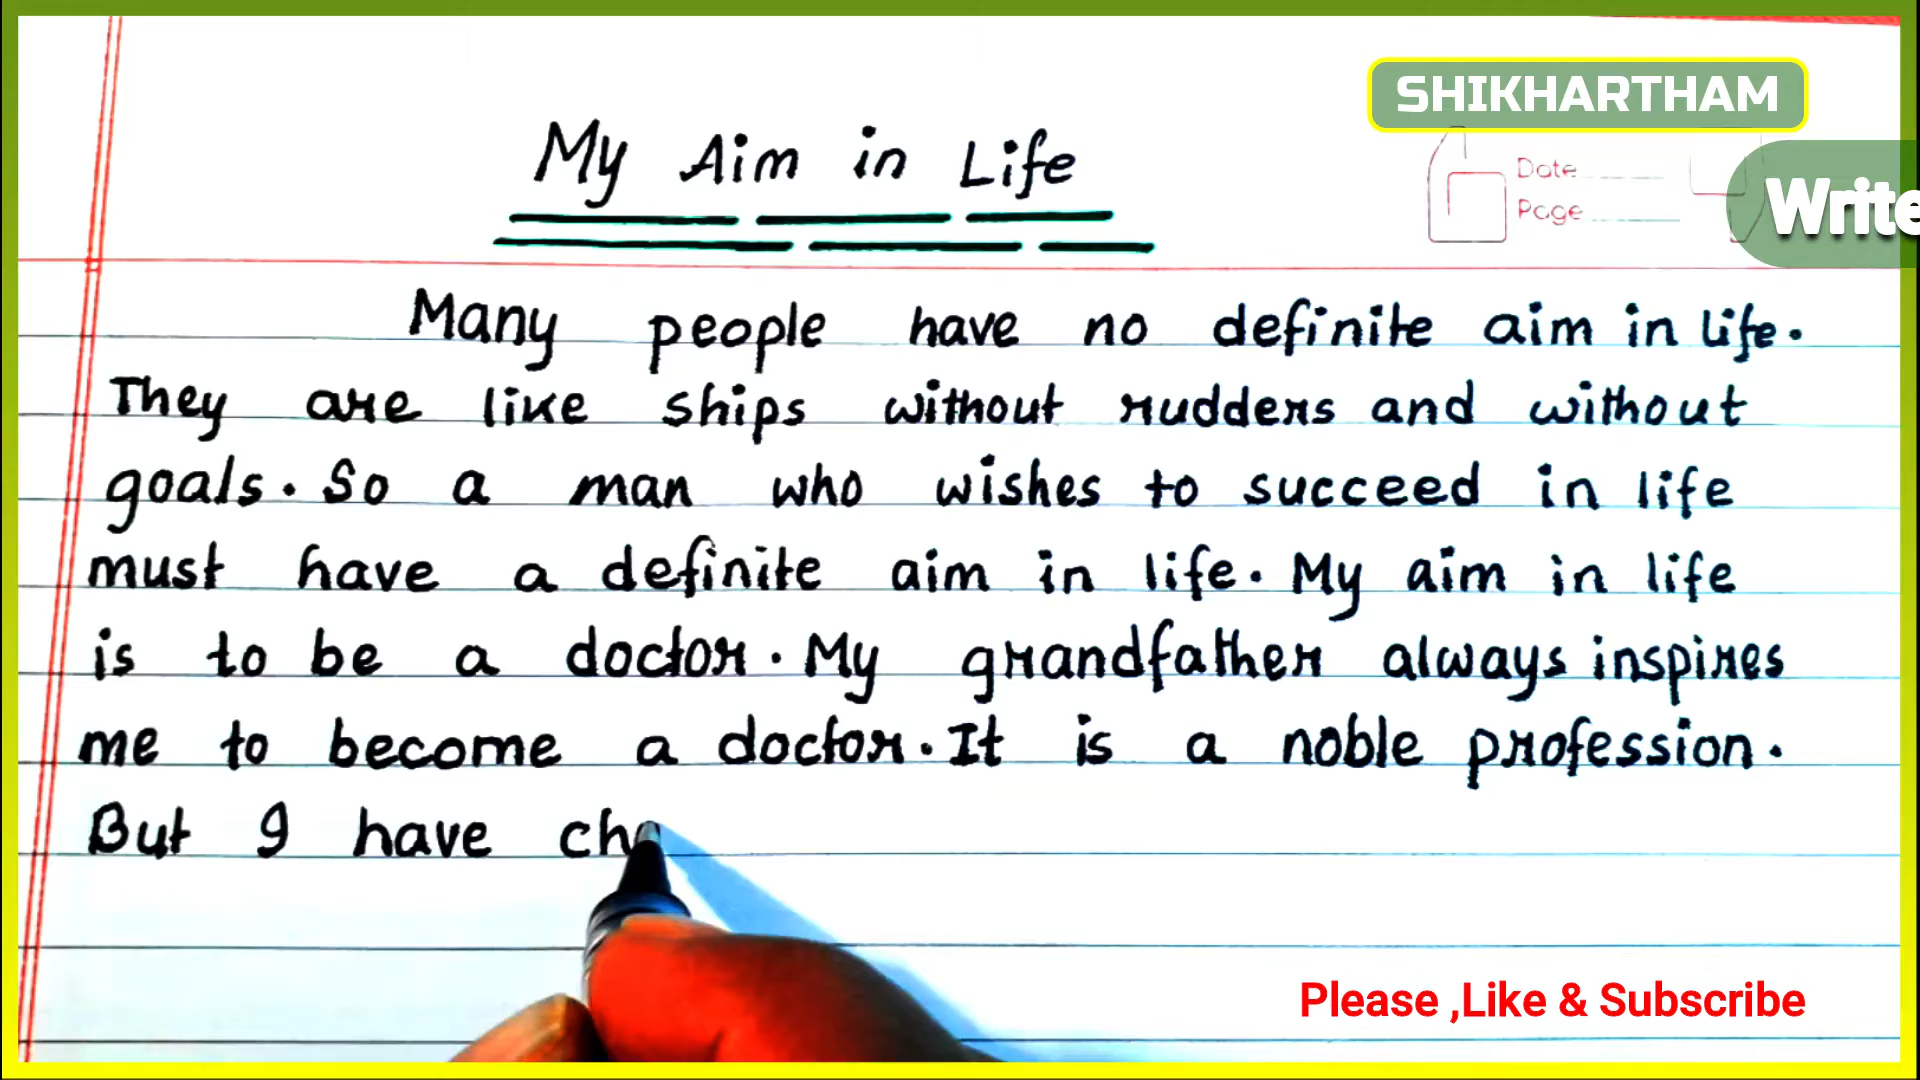 SHIKHARTHAM
My Aim in Life
Date
Page
Write
Many people have no definite aim in life.
They are like ships without rudders and without
goals. So a man who wishes to succeed in life
must have a definite aim in life. My aim in life
is to be a doctor. My grandfather always inspires
me to become a doctor. It is a noble profession.
But I have cho
Please ,Like & Subscribe